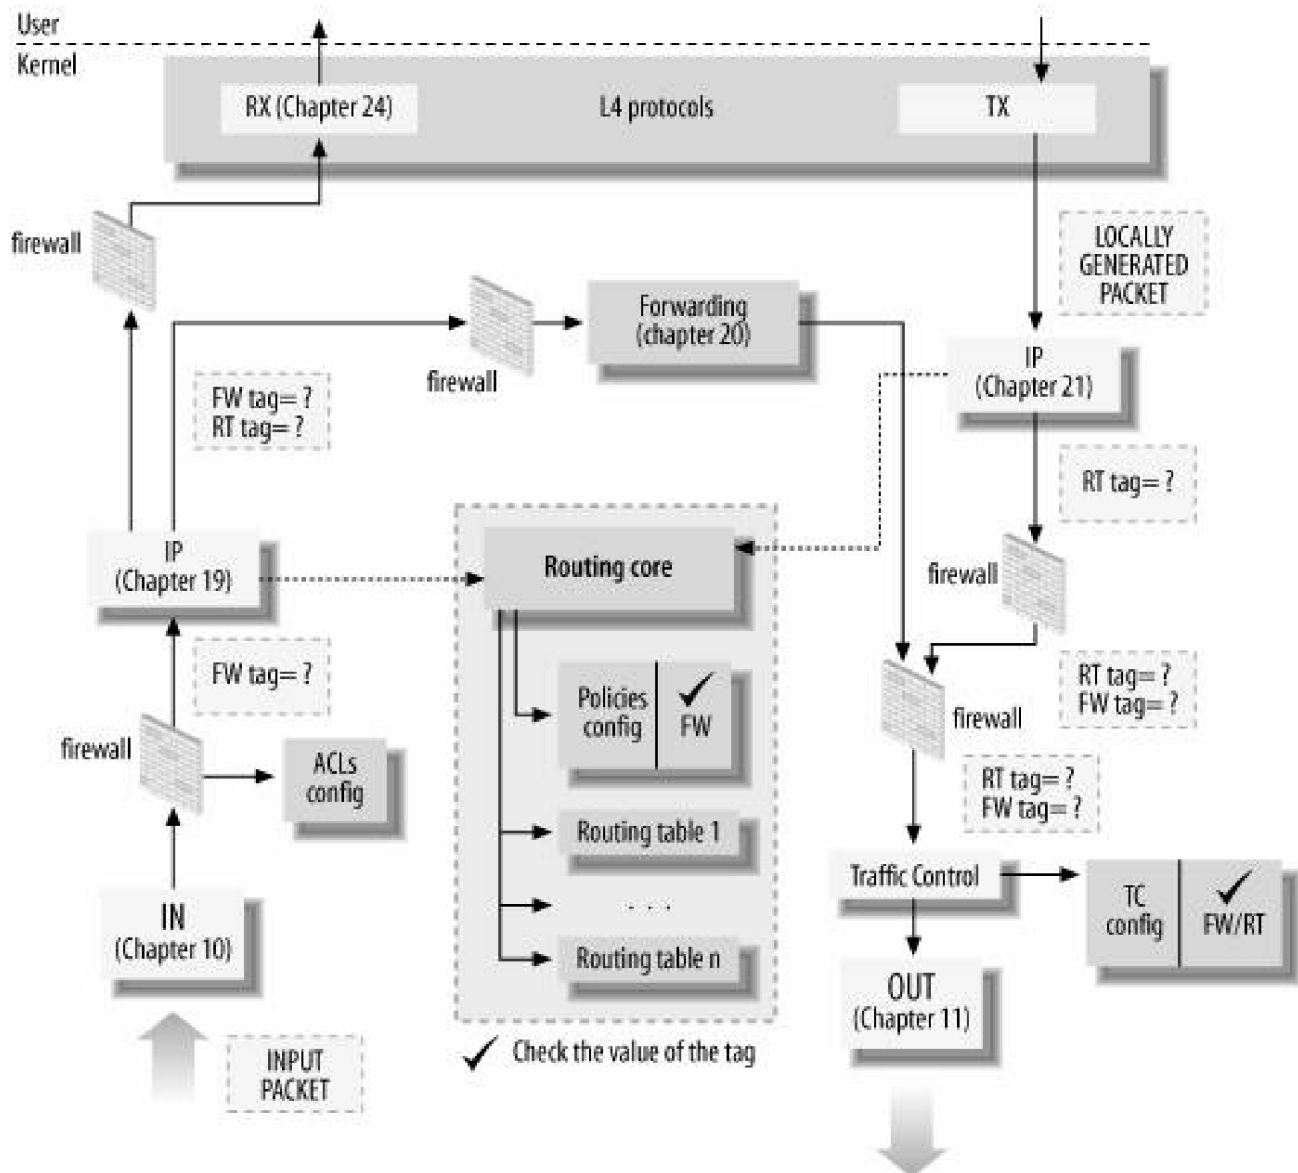 User
Kernel
RX (Chapter 24)
L4 protocols
TX
firewall
LOCALLY
GENERATED
PACKET
Forwarding
(chapter 20)
firewall
IP
(Chapter 21)
FW tag= ?
RT tag= ?
RT tag= ?
IP
(Chapter 19)
Routing core
firewall
FW tag= ?
Policies
config
FW
RT tag= ?
FW tag= ?
firewall
firewall
ACLs
config
RT tag= ?
FW tag= ?
Routing table 1
Traffic Control
TC
config
FW/RT
IN
(Chapter 10)
. . .
Routing table n
OUT
(Chapter 11)
INPUT
PACKET
Check the value of the tag